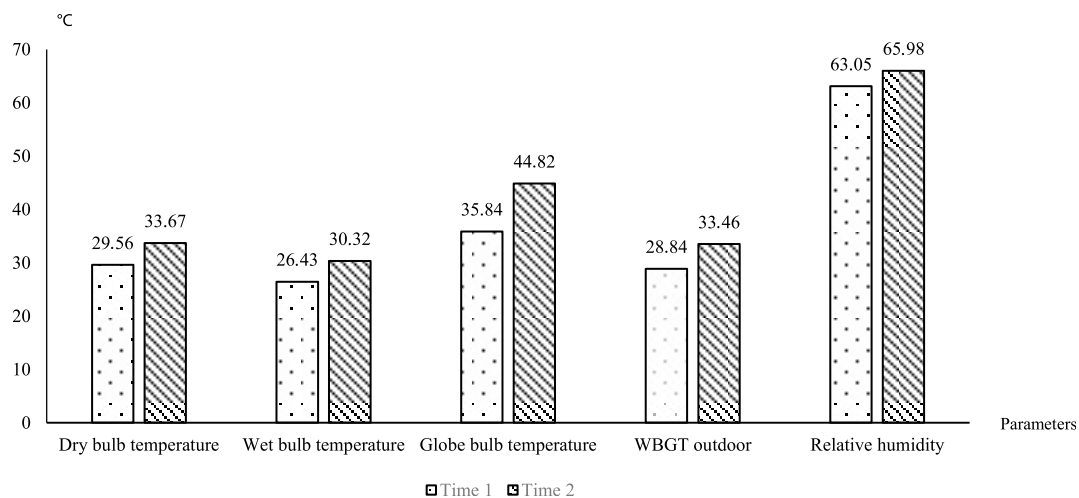 °C
70
60
50
40
30
20
10
0
29.56
33.67
26.43
30.32
35.84
44.82
28.84
33.46
63.05
65.98
Dry bulb temperature
Wet bulb temperature
Globe bulb temperature
WBGT outdoor
Relative humidity
Parameters
Time 1
Time 2